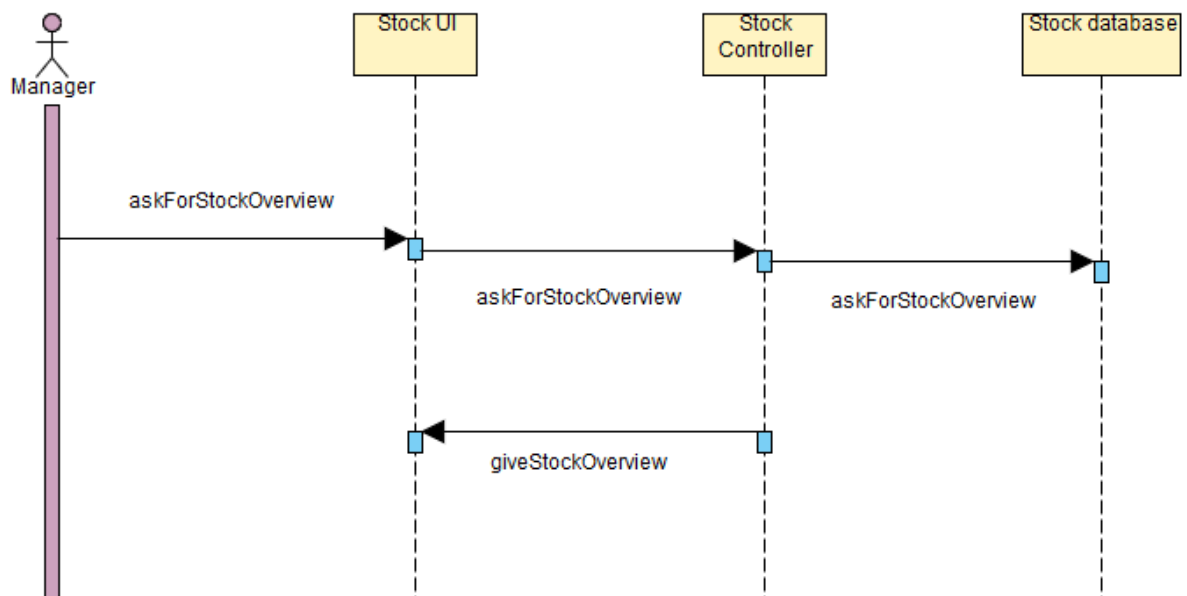 Stock UI
Stock
Controller
Stock database
Manager
askForStockOverview
askForStockOverview
askForStockOverview
giveStockOverview